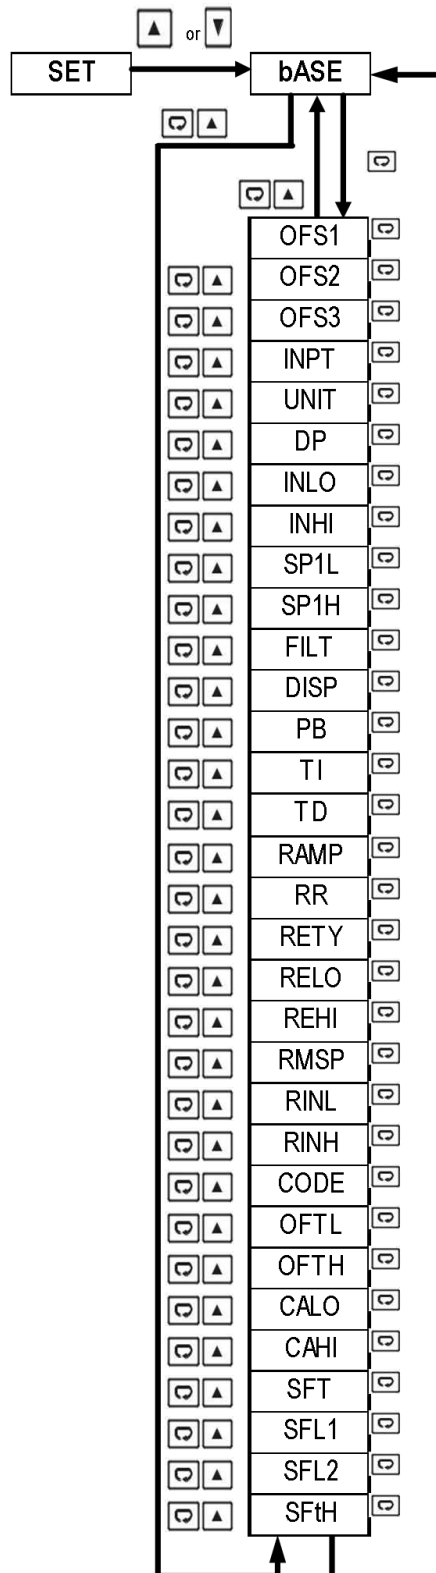 or
SET bASE
OFS1
OFS2
OFS3
INPT
UNIT
DP
INLO
INHI
SP1L
SP1H
FILT
DISP
PB
TI
TD
RAMP
RR
RETY
RELO
REHI
RMSP
RINL
RINH
CODE
OFTL
OFTH
CALO
CAHI
SFT
SFL1
SFL2
SFtH